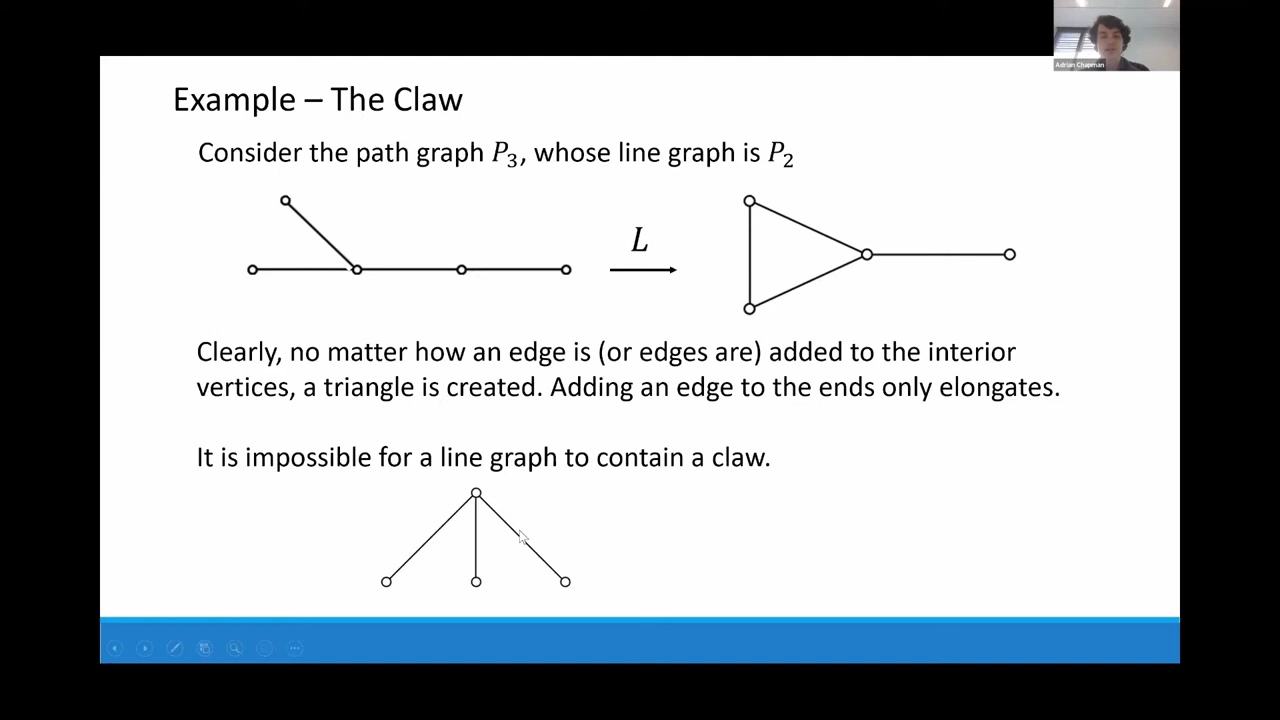 Adrian Chapman
Example – The Claw
Consider the path graph P₃, whose line graph is P₂
L
Clearly, no matter how an edge is (or edges are) added to the interior
vertices, a triangle is created. Adding an edge to the ends only elongates.
It is impossible for a line graph to contain a claw.